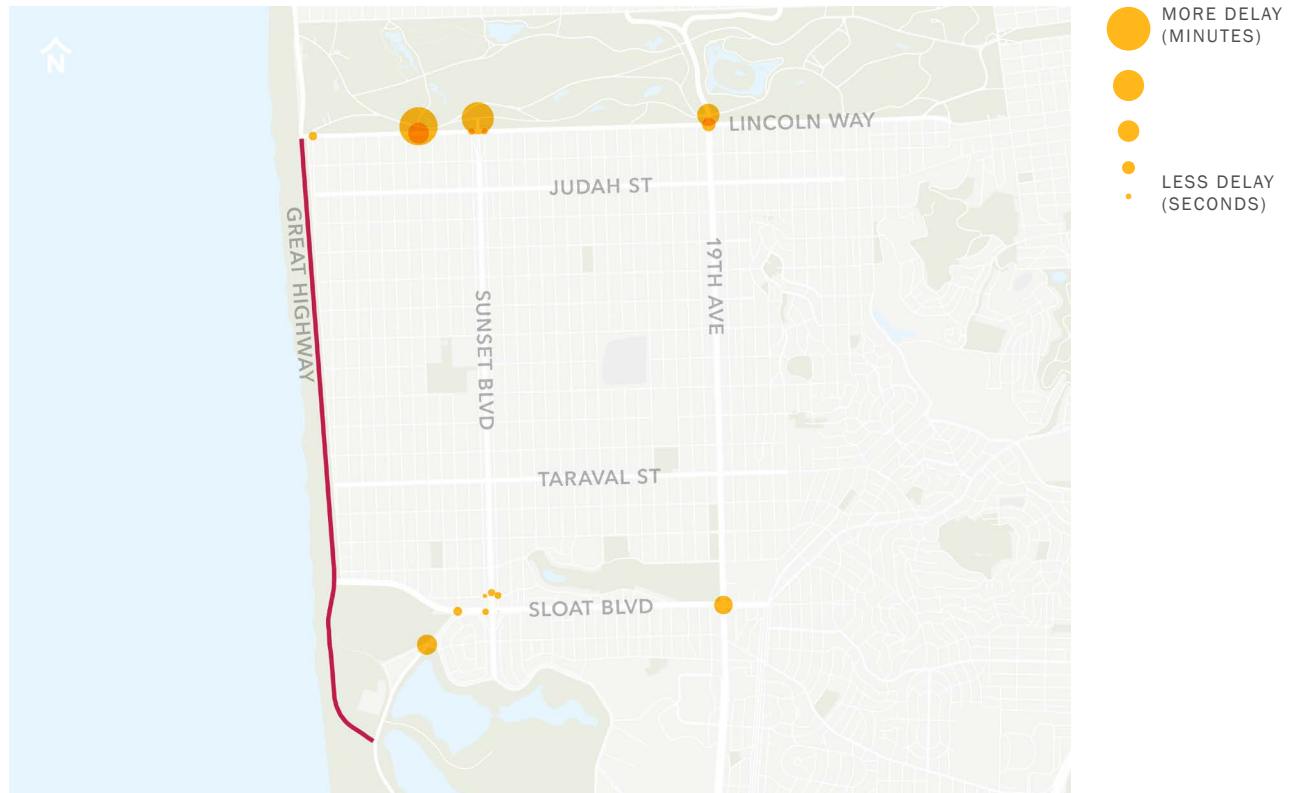 N
MORE DELAY
(MINUTES)
LINCOLN WAY
JUDAH ST
LESS DELAY
(SECONDS)
GREAT HIGHWAY
19TH AVE
SUNSET BLVD
TARAVAL ST
SLOAT BLVD